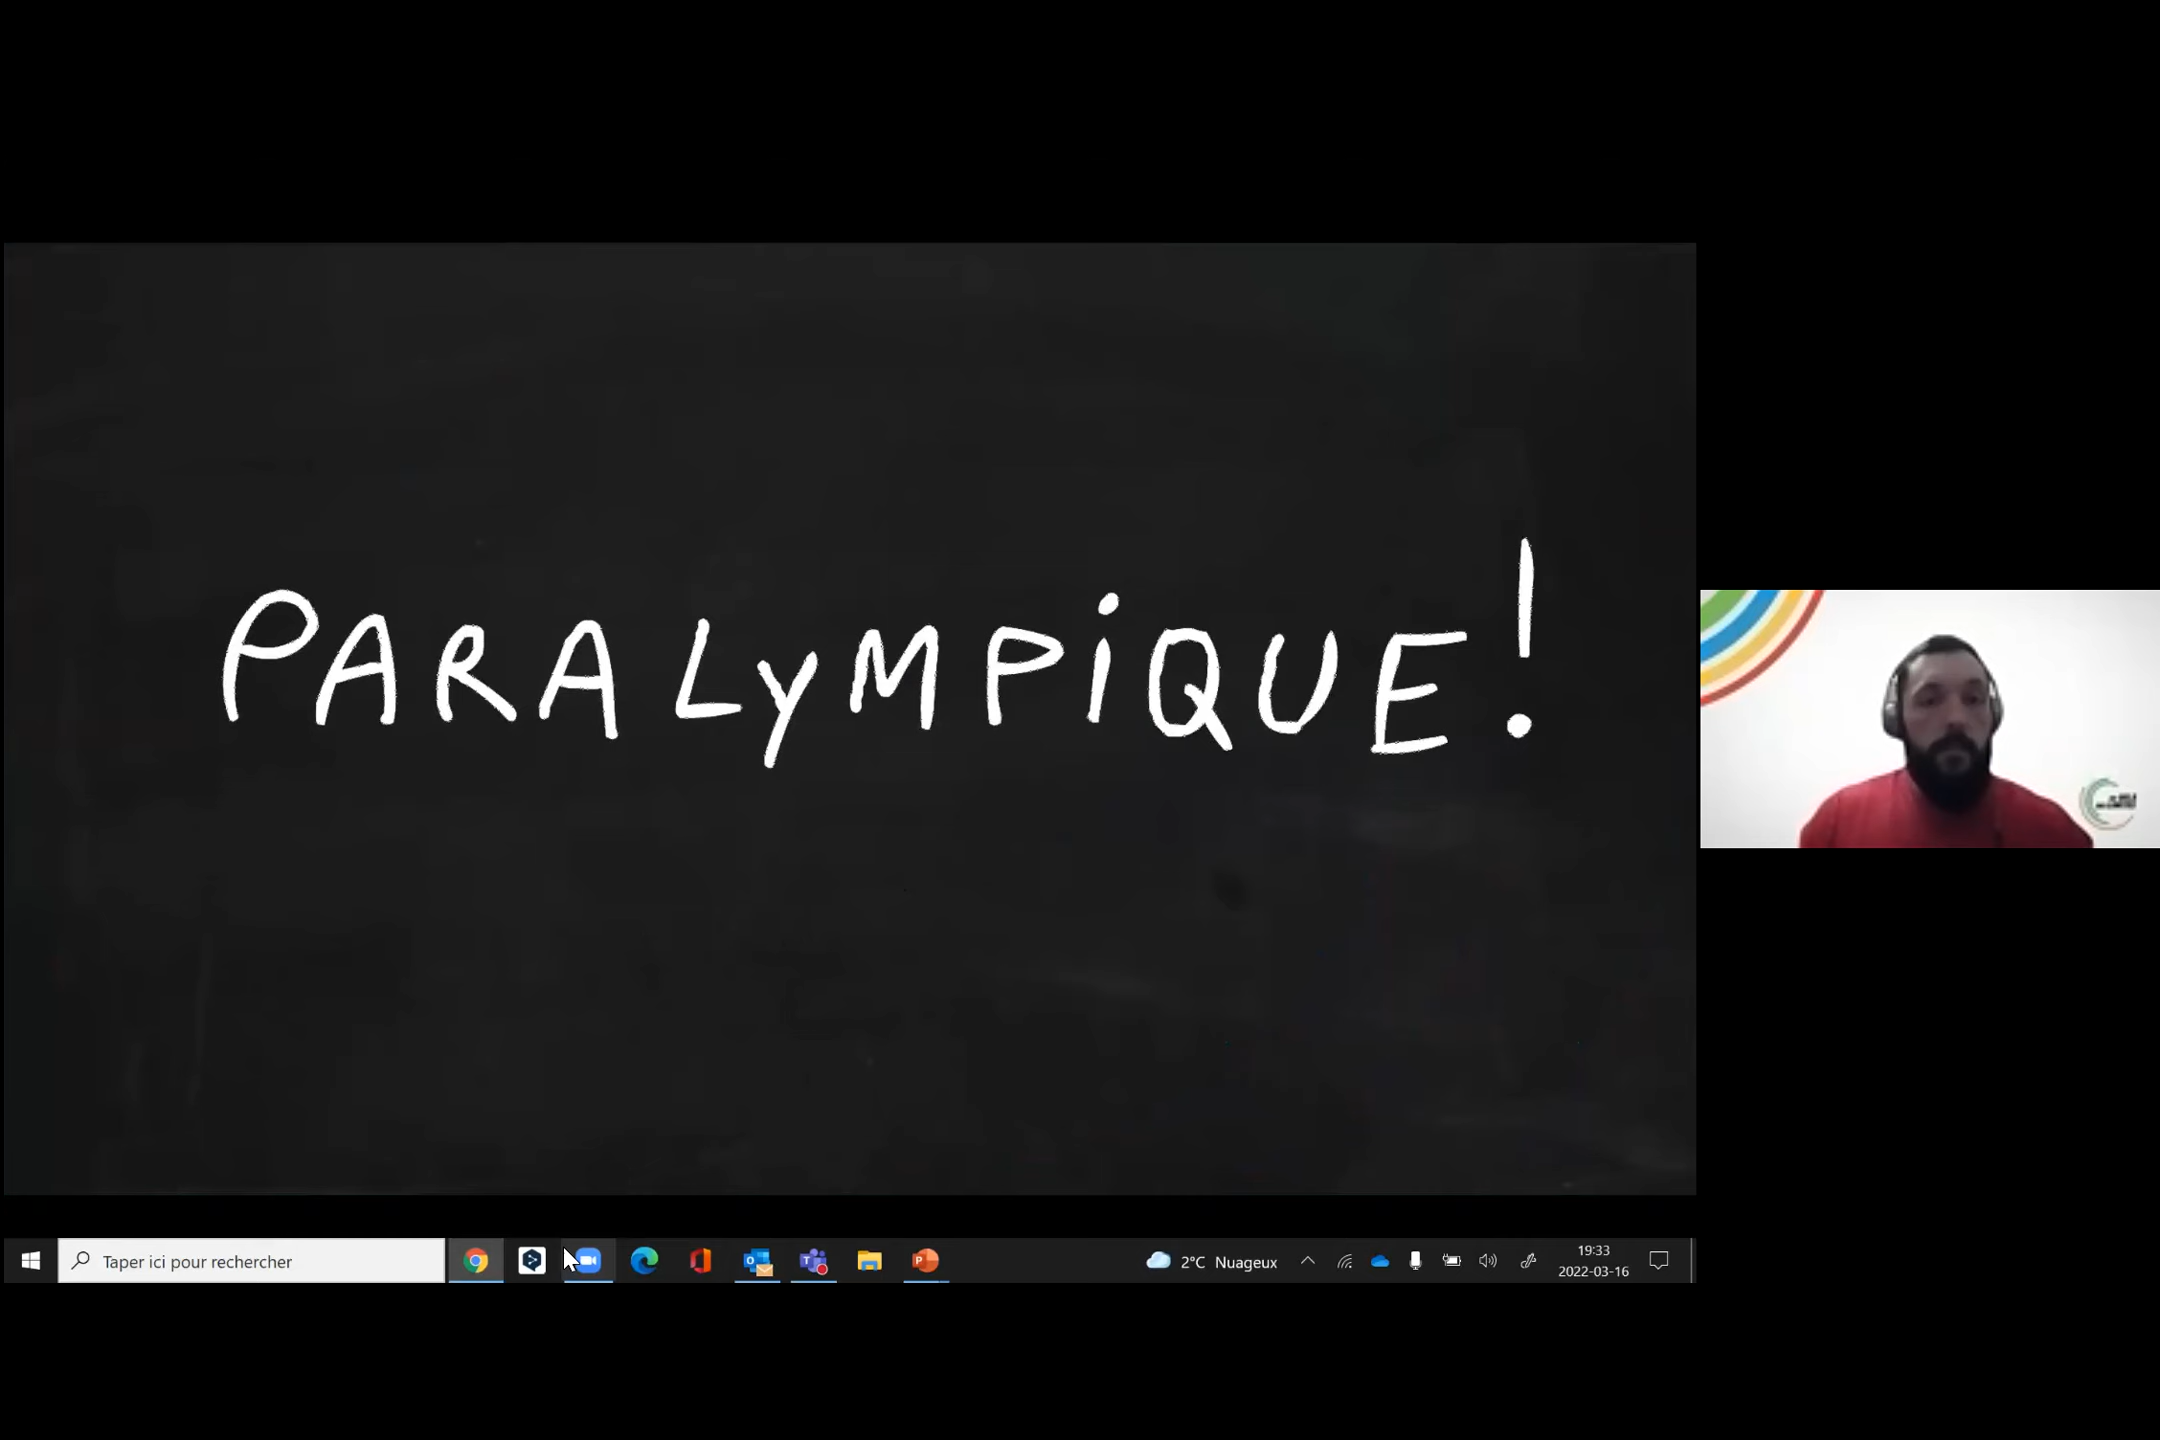 PARALYMPIQUE!
Taper ici pour rechercher
2°C Nuageux
19:33
2022-03-16